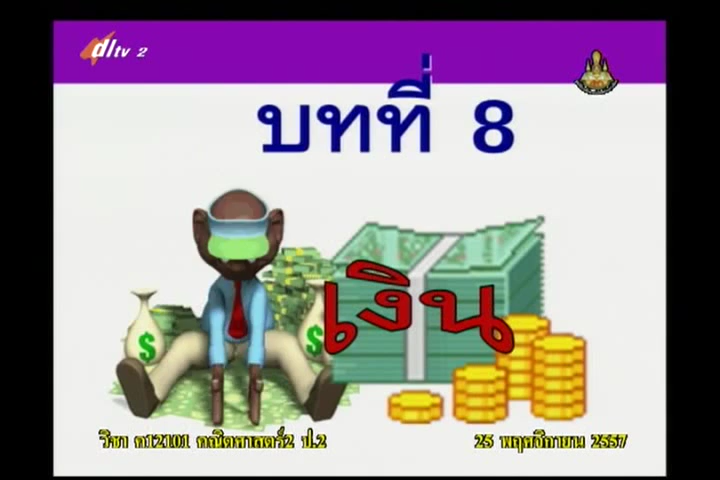 dltv 2
บทที่ 8
เงิน
$ $
วิชา ค12101 คณิตศาสตร์2 ป.2
25 พฤศจิกายน 2557